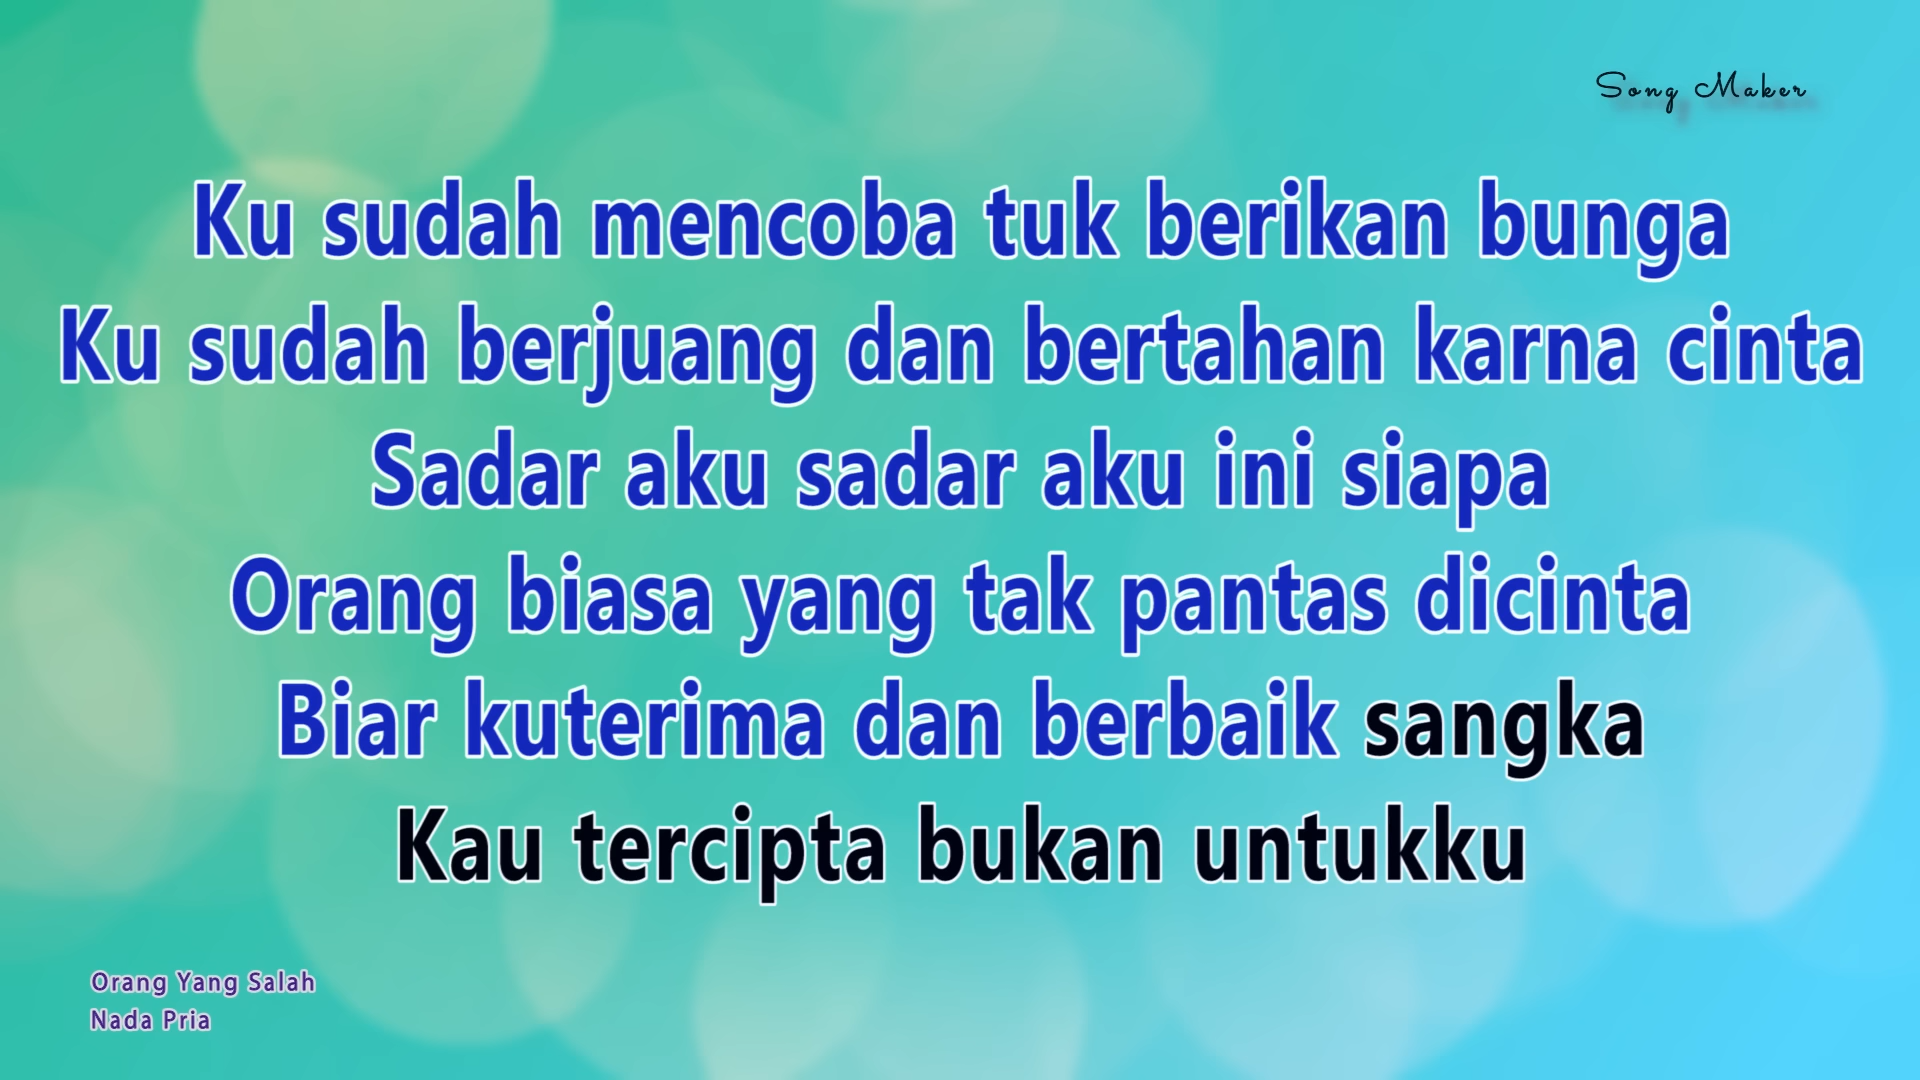 Song Maker
Ku sudah mencoba tuk berikan bunga
Ku sudah berjuang dan bertahan karna cinta
Sadar aku sadar aku ini siapa
Orang biasa yang tak pantas dicinta
Biar kuterima dan berbaik sangka
Kau tercipta bukan untukku
Orang Yang Salah
Nada Pria